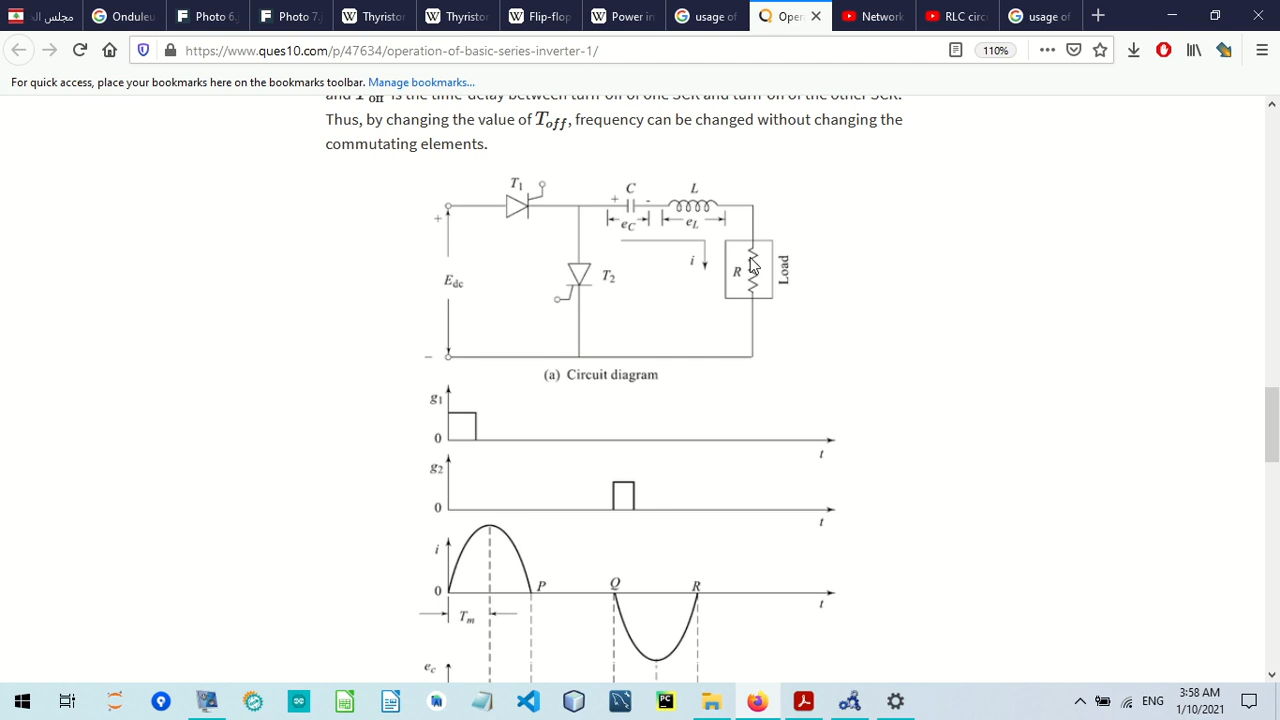 مجلس ال
Onduleu
Photo 6.
Photo 7.
Thyristor
Thyristor
Flip-flop
Power in
usage of
Oper
Network
RLC circ
usage of
https://www.ques10.com/p/47634/operation-of-basic-series-inverter-1/
110%
For quick access, place your bookmarks here on the bookmarks toolbar. Manage bookmarks...
Thus, by changing the value of T_off, frequency can be changed without changing the
commutating elements.
T1
+ C -
L
+
eC
eL
i
R
Load
Edc
T2
−
(a) Circuit diagram
g1
0
t
g2
0
t
i
P
Q
R
0
t
Tm
ec
ENG
3:58 AM
1/10/2021